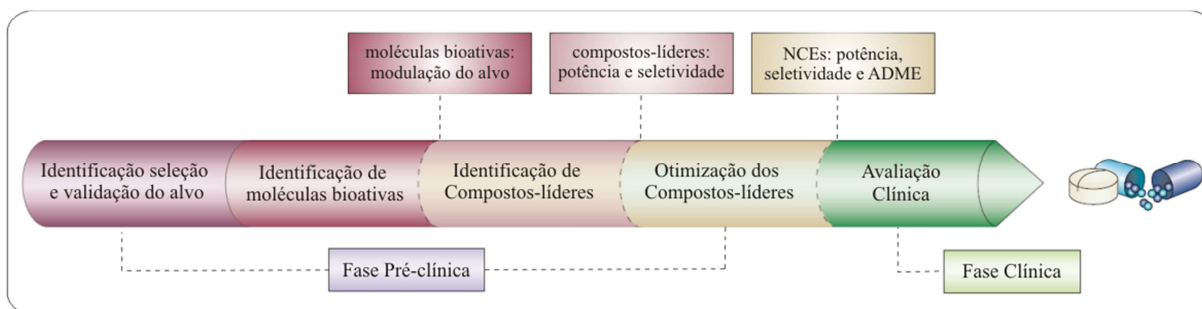 moléculas bioativas:
modulação do alvo
compostos-líderes:
potência e seletividade
NCEs: potência,
seletividade e ADME
Identificação seleção
e validação do alvo
Identificação de
moléculas bioativas
Identificação de
Compostos-líderes
Otimização dos
Compostos-líderes
Avaliação
Clínica
Fase Pré-clínica
Fase Clínica